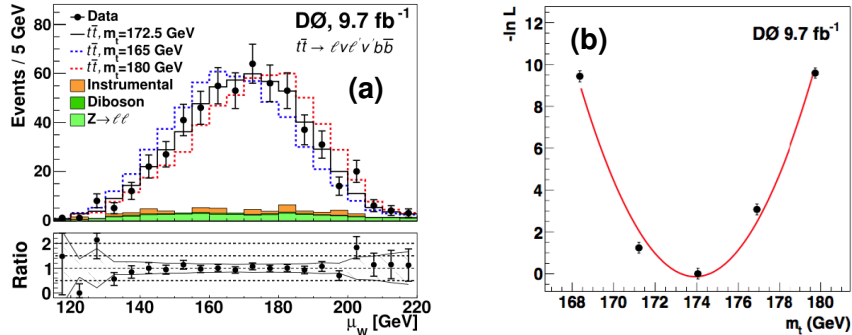 Events / 5 GeV
80
60
40
20
0
Data
tt̄, mt=172.5 GeV
tt̄, mt=165 GeV
tt̄, mt=180 GeV
Instrumental
Diboson
Z→ℓℓ
DØ, 9.7 fb⁻¹
tt̄ → ℓνℓ'ν'bb̄
(a)
Ratio
2
1
0
120 140 160 180 200 220
μw [GeV]
(b)
DØ 9.7 fb⁻¹
-ln L
12
10
8
6
4
2
0
168 170 172 174 176 178 180
mt (GeV)